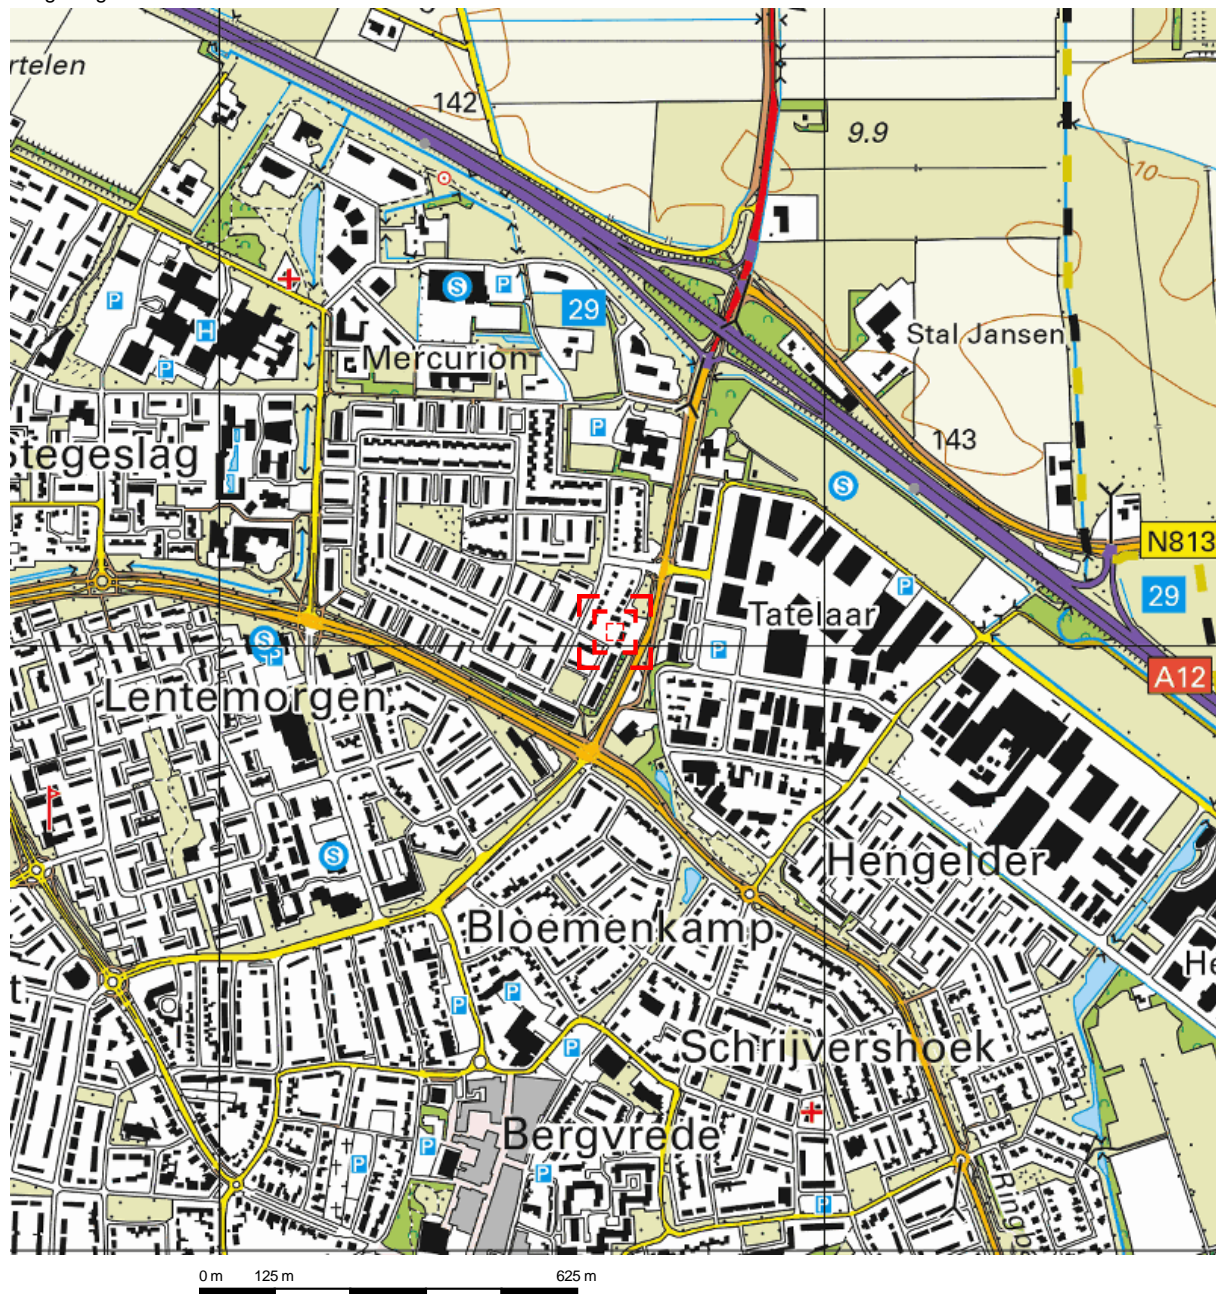 rtelen
142
9.9
10
S
P
29
Stal Jansen
P
H
Mercurion
P
P
143
stegeslag
S
N813
P
29
Tatelaar
S
P
P
A12
Lentemorgen
S
Hengelder
Bloemenkamp
He
t
P
P
P
Schrijvershoek
Bergvrede
P
P
P
P
Ringb
0 m 125 m 625 m